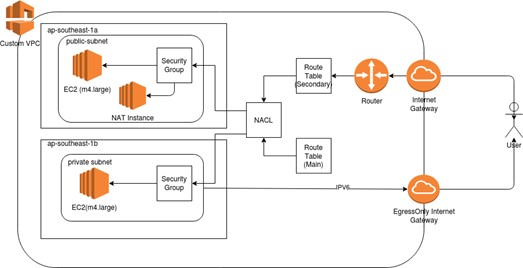 Custom VPC
ap-southeast-1a
public-subnet
Security
Group
EC2 (m4.large)
NAT Instance
ap-southeast-1b
private subnet
Security
Group
EC2(m4.large)
NACL
Route
Table
(Secondary)
Route
Table
(Main)
Router
Internet
Gateway
User
IPV6
EgressOnly Internet
Gateway